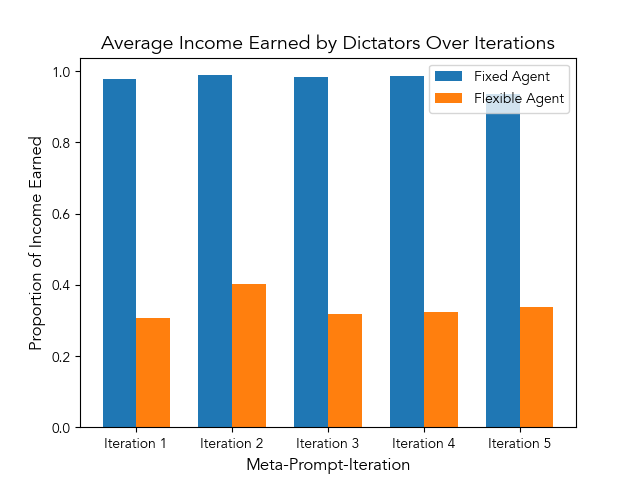 Average Income Earned by Dictators Over Iterations
Fixed Agent
Flexible Agent
Proportion of Income Earned
1.0
0.8
0.6
0.4
0.2
0.0
Iteration 1
Iteration 2
Iteration 3
Iteration 4
Iteration 5
Meta-Prompt-Iteration